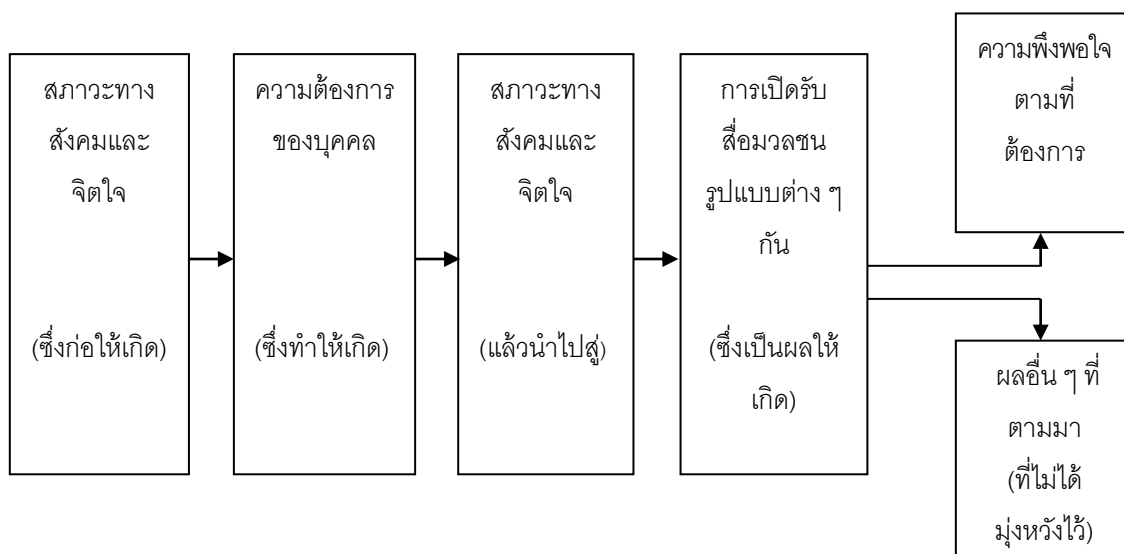 สภาวะทาง
สังคมและ
จิตใจ
(ซึ่งก่อให้เกิด)
ความต้องการ
ของบุคคล
(ซึ่งทำให้เกิด)
สภาวะทาง
สังคมและ
จิตใจ
(แล้วนำไปสู่)
การเปิดรับ
สื่อมวลชน
รูปแบบต่าง ๆ
กัน
(ซึ่งเป็นผลให้
เกิด)
ความพึงพอใจ
ตามที่
ต้องการ
ผลอื่น ๆ ที่
ตามมา
(ที่ไม่ได้
มุ่งหวังไว้)